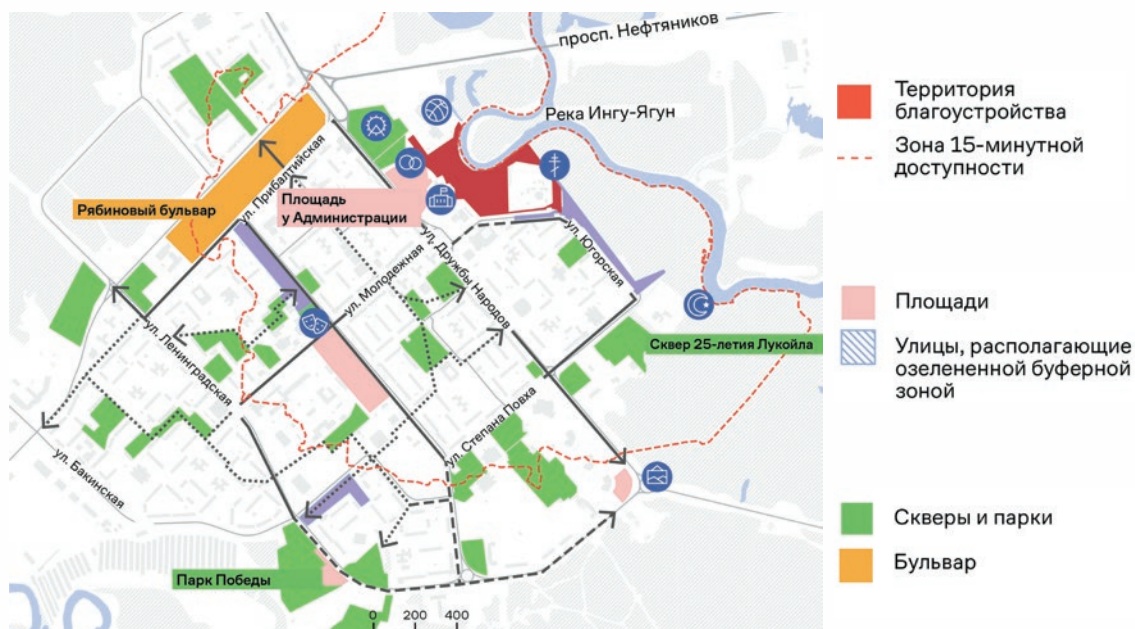 просп. Нефтяников
Река Ингу-Ягун
ул. Прибалтийская
Рябиновый бульвар
Площадь
у Администрации
ул. Дружбы Народов
ул. Югорская
ул. Молодежная
ул. Ленинградская
Сквер 25-летия Лукойла
ул. Степана Повха
ул. Бакинская
Парк Победы
0 200 400
Территория
благоустройства
Зона 15-минутной
доступности
Площади
Улицы, располагающие
озелененной буферной
зоной
Скверы и парки
Бульвар